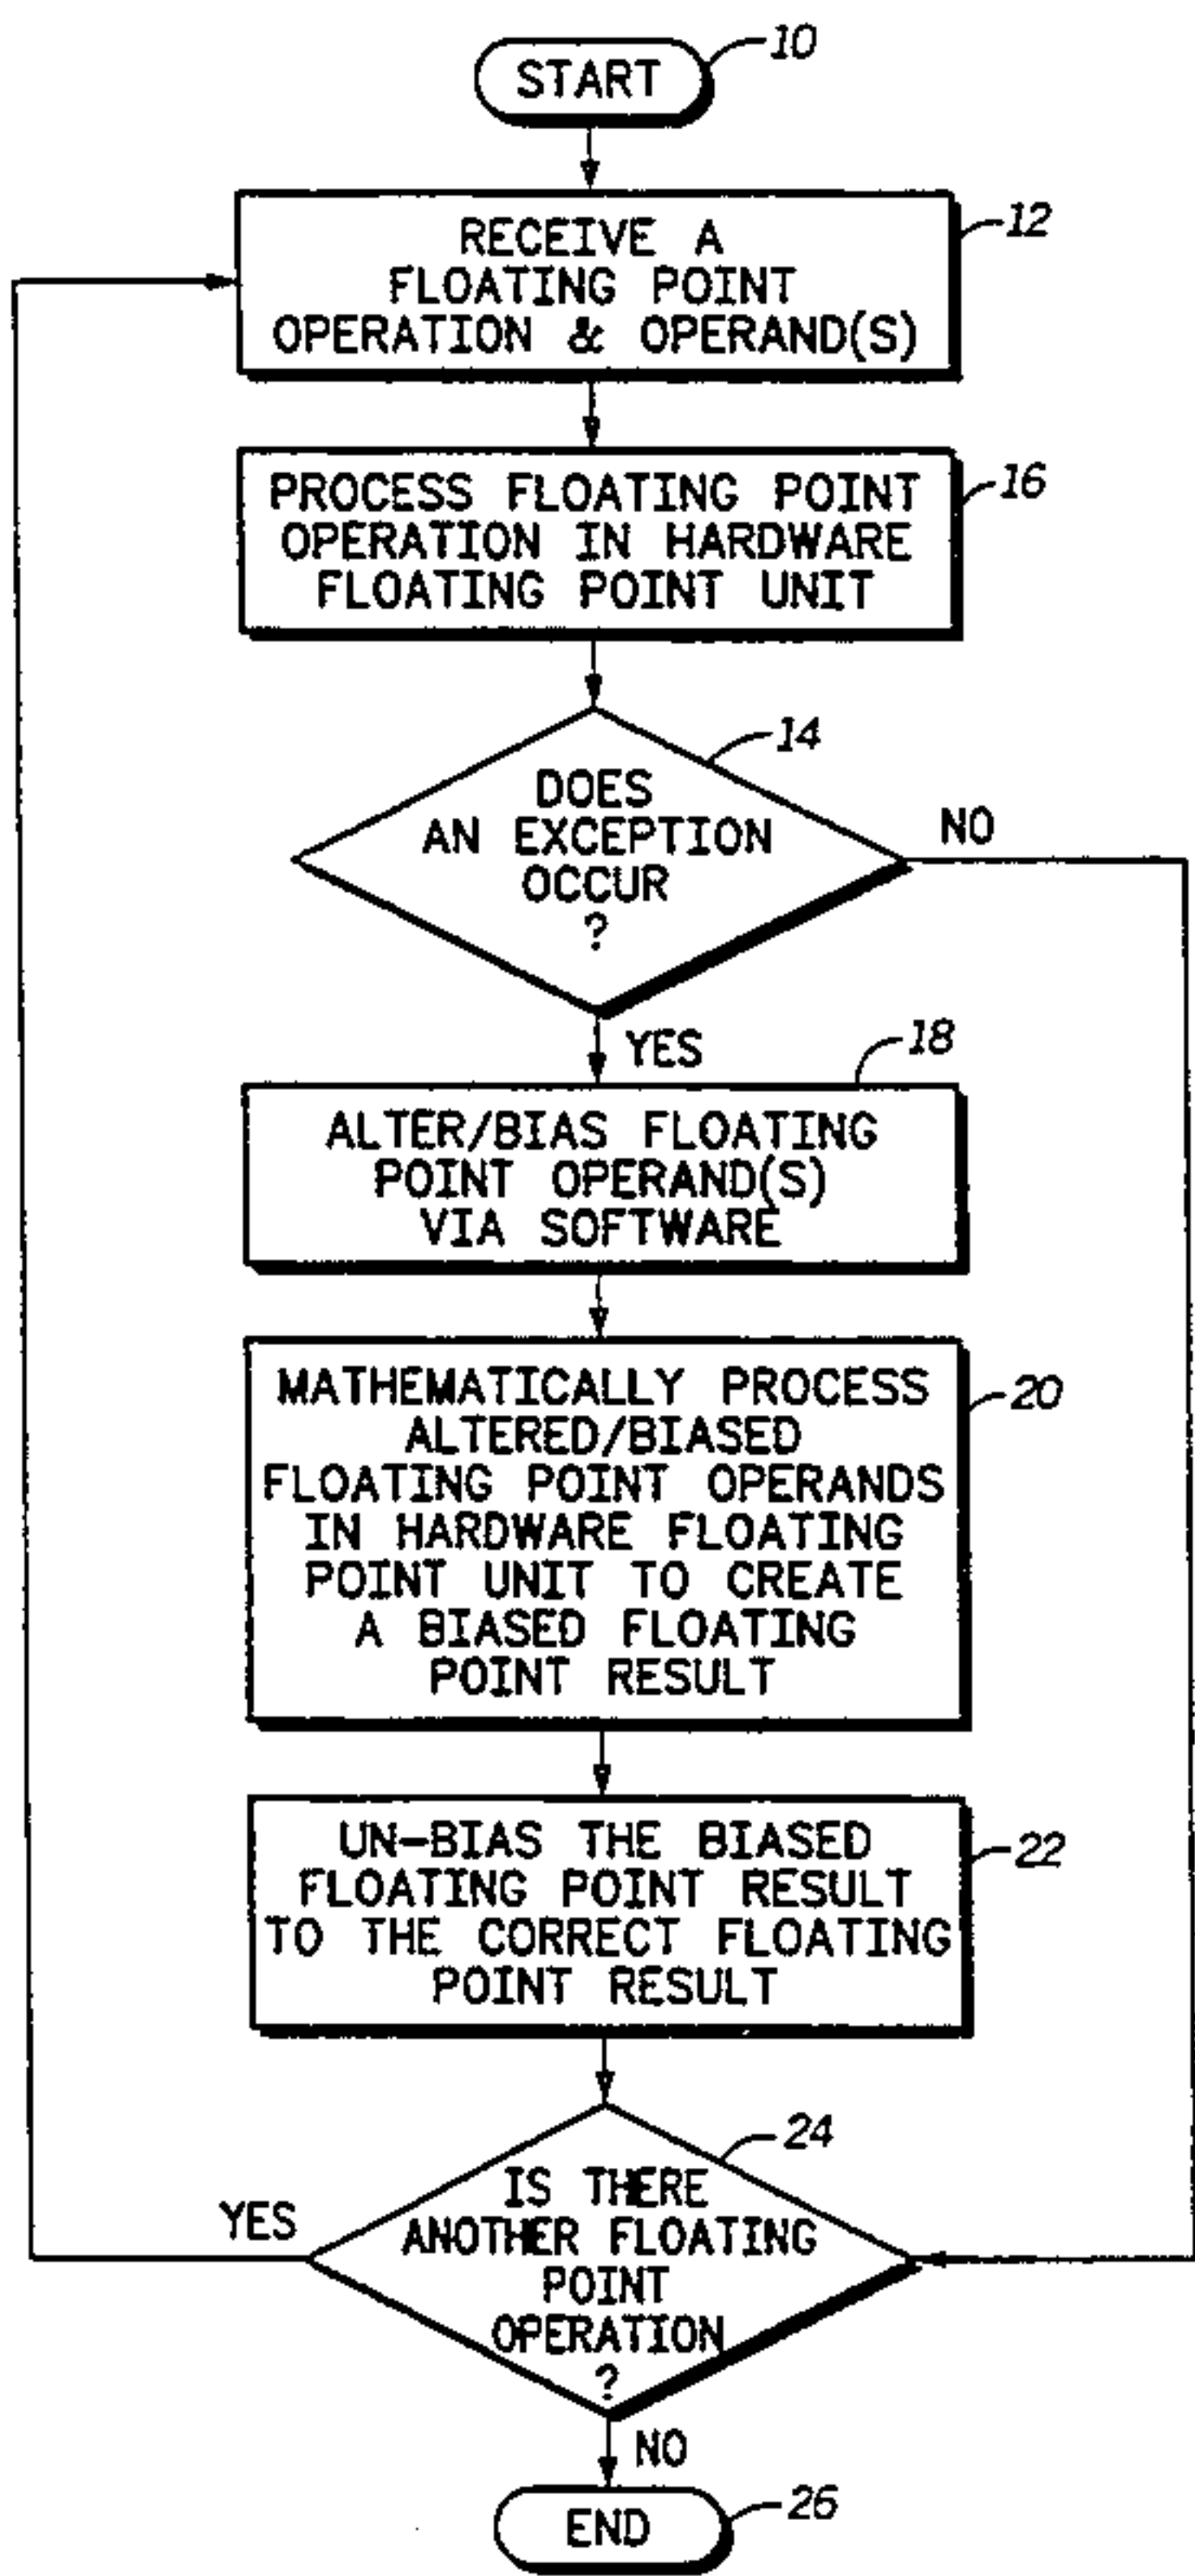 START
10
RECEIVE A
FLOATING POINT
OPERATION & OPERAND(S)
12
PROCESS FLOATING POINT
OPERATION IN HARDWARE
FLOATING POINT UNIT
16
14
DOES
AN EXCEPTION
OCCUR
?
NO
YES
18
ALTER/BIAS FLOATING
POINT OPERAND(S)
VIA SOFTWARE
MATHEMATICALLY PROCESS
ALTERED/BIASED
FLOATING POINT OPERANDS
IN HARDWARE FLOATING
POINT UNIT TO CREATE
A BIASED FLOATING
POINT RESULT
20
UN-BIAS THE BIASED
FLOATING POINT RESULT
TO THE CORRECT FLOATING
POINT RESULT
22
24
IS THERE
ANOTHER FLOATING
POINT
OPERATION
?
YES
NO
END
26